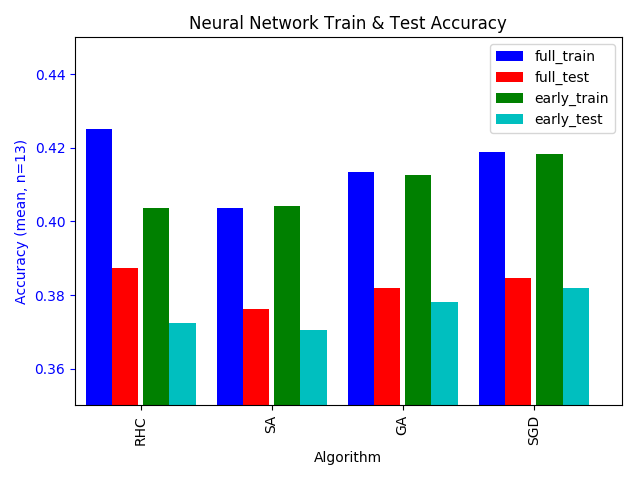 Neural Network Train & Test Accuracy
full_train
full_test
early_train
early_test
Accuracy (mean, n=13)
0.44
0.42
0.40
0.38
0.36
RHC
SA
GA
SGD
Algorithm